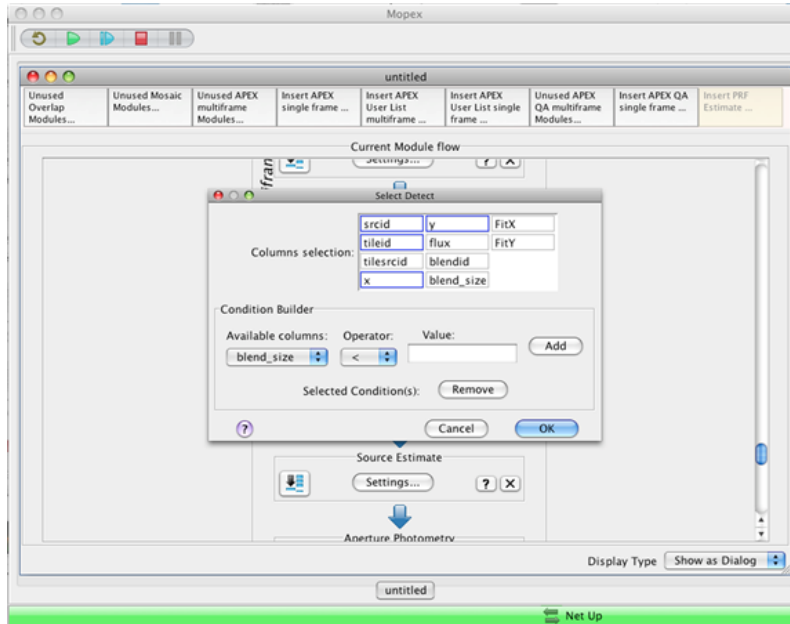 Mopex
untitled
Unused Overlap Modules...
Unused Mosaic Modules...
Unused APEX multiframe Modules...
Insert APEX single frame ...
Insert APEX User List multiframe ...
Insert APEX User List single frame ...
Unused APEX QA multiframe Modules...
Insert APEX QA single frame ...
Insert PRF Estimate ...
Current Module flow
Settings...
? X
Select Detect
Columns selection:
srcid y FitX
tileid flux FitY
tilesrcid blendid
x blend_size
Condition Builder
Available columns: Operator: Value:
blend_size < Add
Selected Condition(s): Remove
? Cancel OK
Source Estimate
Settings... ? X
Aperture Photometry
Display Type Show as Dialog
untitled
Net Up